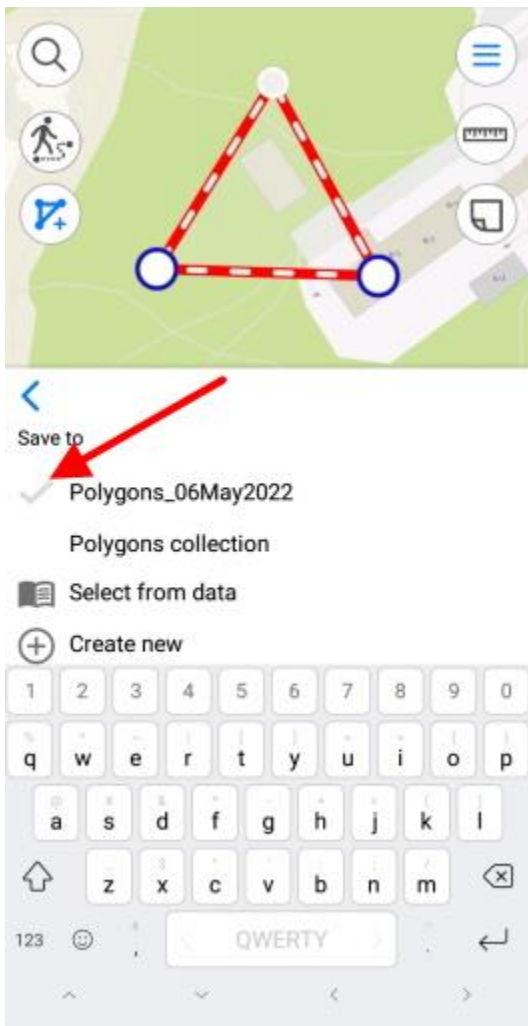 Save to
Polygons_06May2022
Polygons collection
Select from data
Create new
1 2 3 4 5 6 7 8 9 0
q w e r t y u i o p
a s d f g h j k l
z x c v b n m
123 , QWERTY .